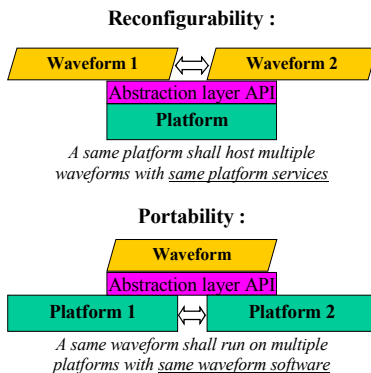 Reconfigurability :
Waveform 1 Waveform 2
Abstraction layer API
Platform
A same platform shall host multiple
waveforms with same platform services
Portability :
Waveform
Abstraction layer API
Platform 1 Platform 2
A same waveform shall run on multiple
platforms with same waveform software